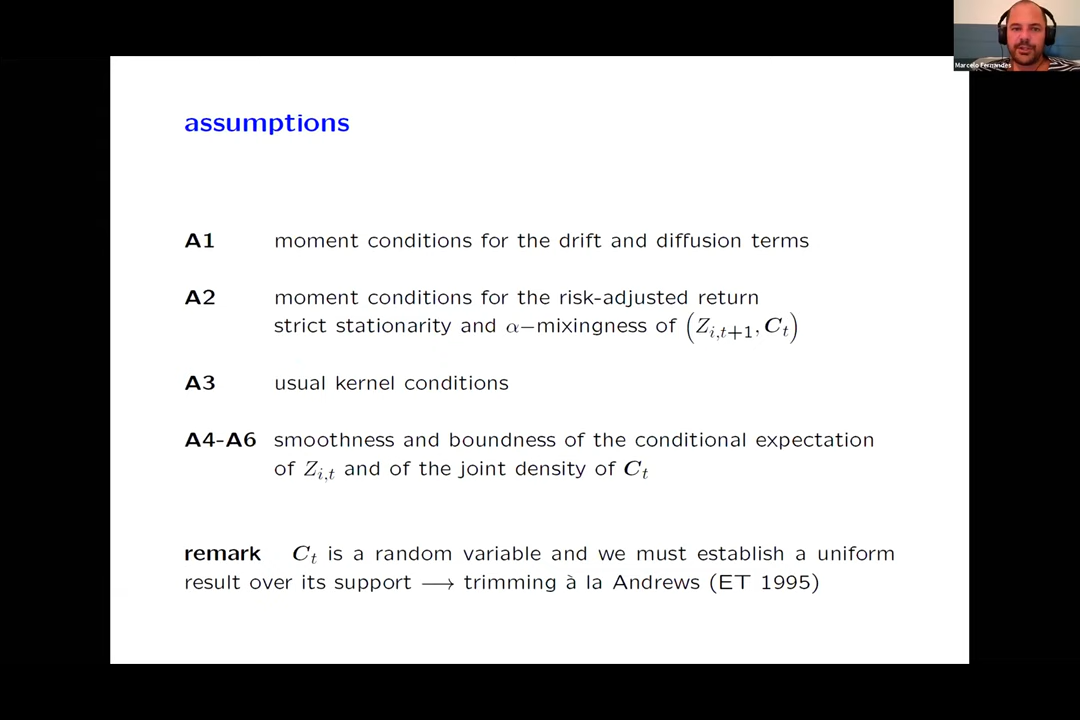 Marcelo Fernandes
assumptions
A1 moment conditions for the drift and diffusion terms
A2 moment conditions for the risk-adjusted return
strict stationarity and α−mixingness of (Z_{i,t+1}, C_t)
A3 usual kernel conditions
A4-A6 smoothness and boundness of the conditional expectation
of Z_{i,t} and of the joint density of C_t
remark C_t is a random variable and we must establish a uniform
result over its support ⟶ trimming à la Andrews (ET 1995)